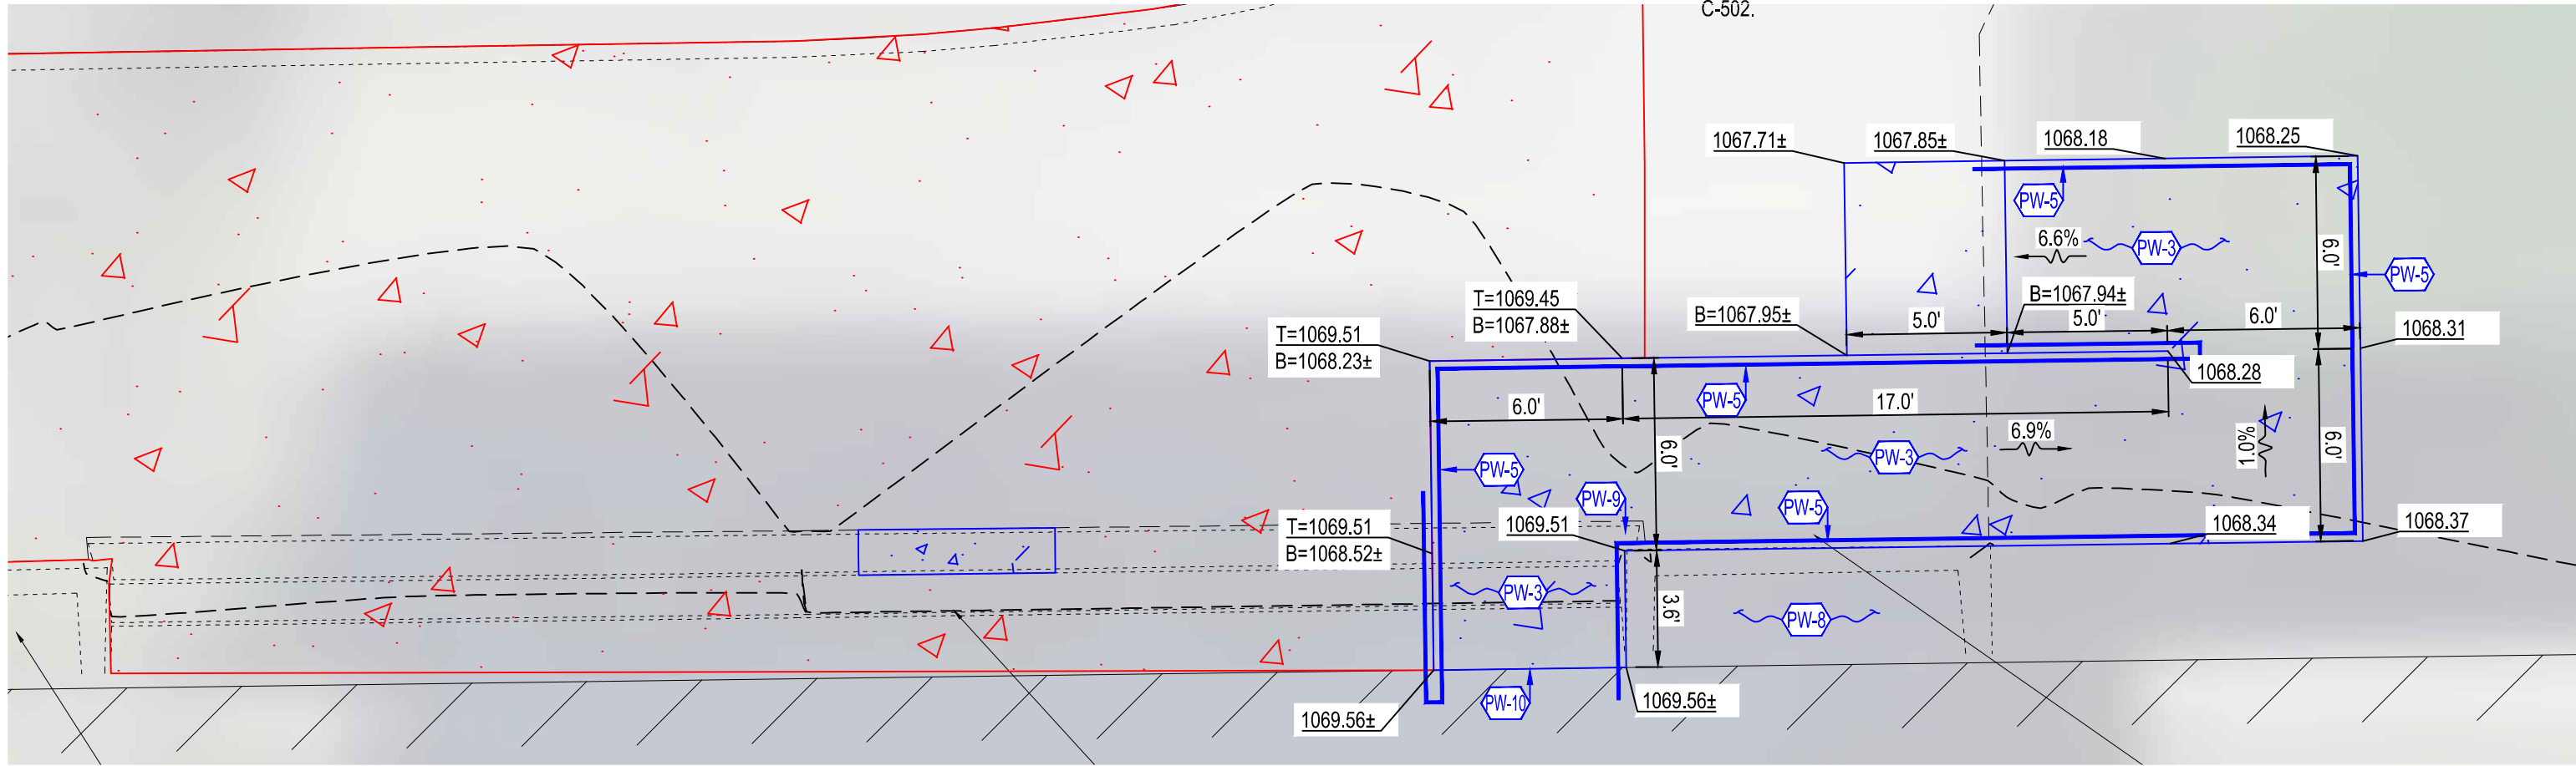 C-502.
1067.71±
1067.85±
1068.18
1068.25
PW-5
6.6%
PW-3
6.0'
PW-5
T=1069.45
B=1067.88±
B=1067.95±
B=1067.94±
5.0'
5.0'
6.0'
1068.31
T=1069.51
B=1068.23±
1068.28
6.0'
PW-5
17.0'
6.9%
PW-3
1.0%
6.0'
6.0'
PW-5
PW-9
PW-5
T=1069.51
B=1068.52±
1069.51
1068.34
1068.37
PW-3
3.6'
PW-8
1069.56±
PW-10
1069.56±